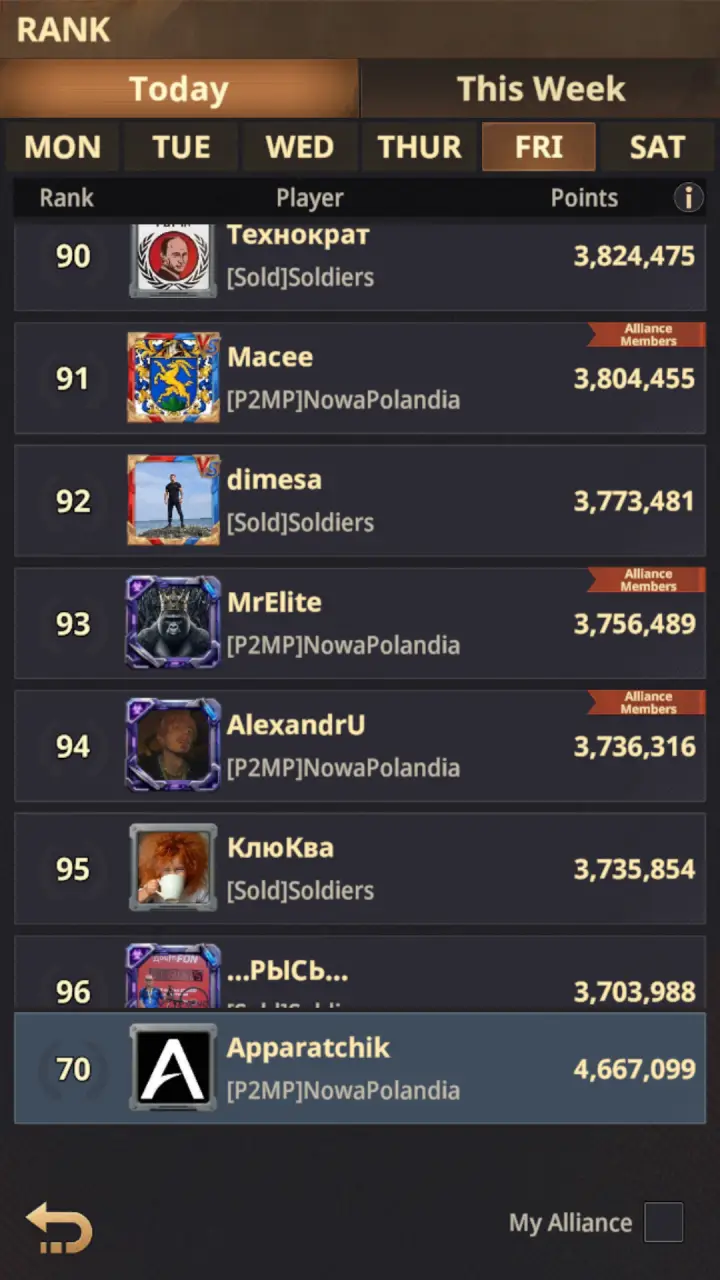 RANK
Today
This Week
MON
TUE
WED
THUR
FRI
SAT
Rank
Player
Points
i
90
Технократ
[Sold]Soldiers
3,824,475
Alliance
Members
91
VS
Macee
[P2MP]NowaPolandia
3,804,455
92
VS
dimesa
[Sold]Soldiers
3,773,481
Alliance
Members
93
MrElite
[P2MP]NowaPolandia
3,756,489
Alliance
Members
94
AlexandrU
[P2MP]NowaPolandia
3,736,316
95
КлюКва
[Sold]Soldiers
3,735,854
96
...РЫСЬ...
3,703,988
70
Apparatchik
[P2MP]NowaPolandia
4,667,099
My Alliance